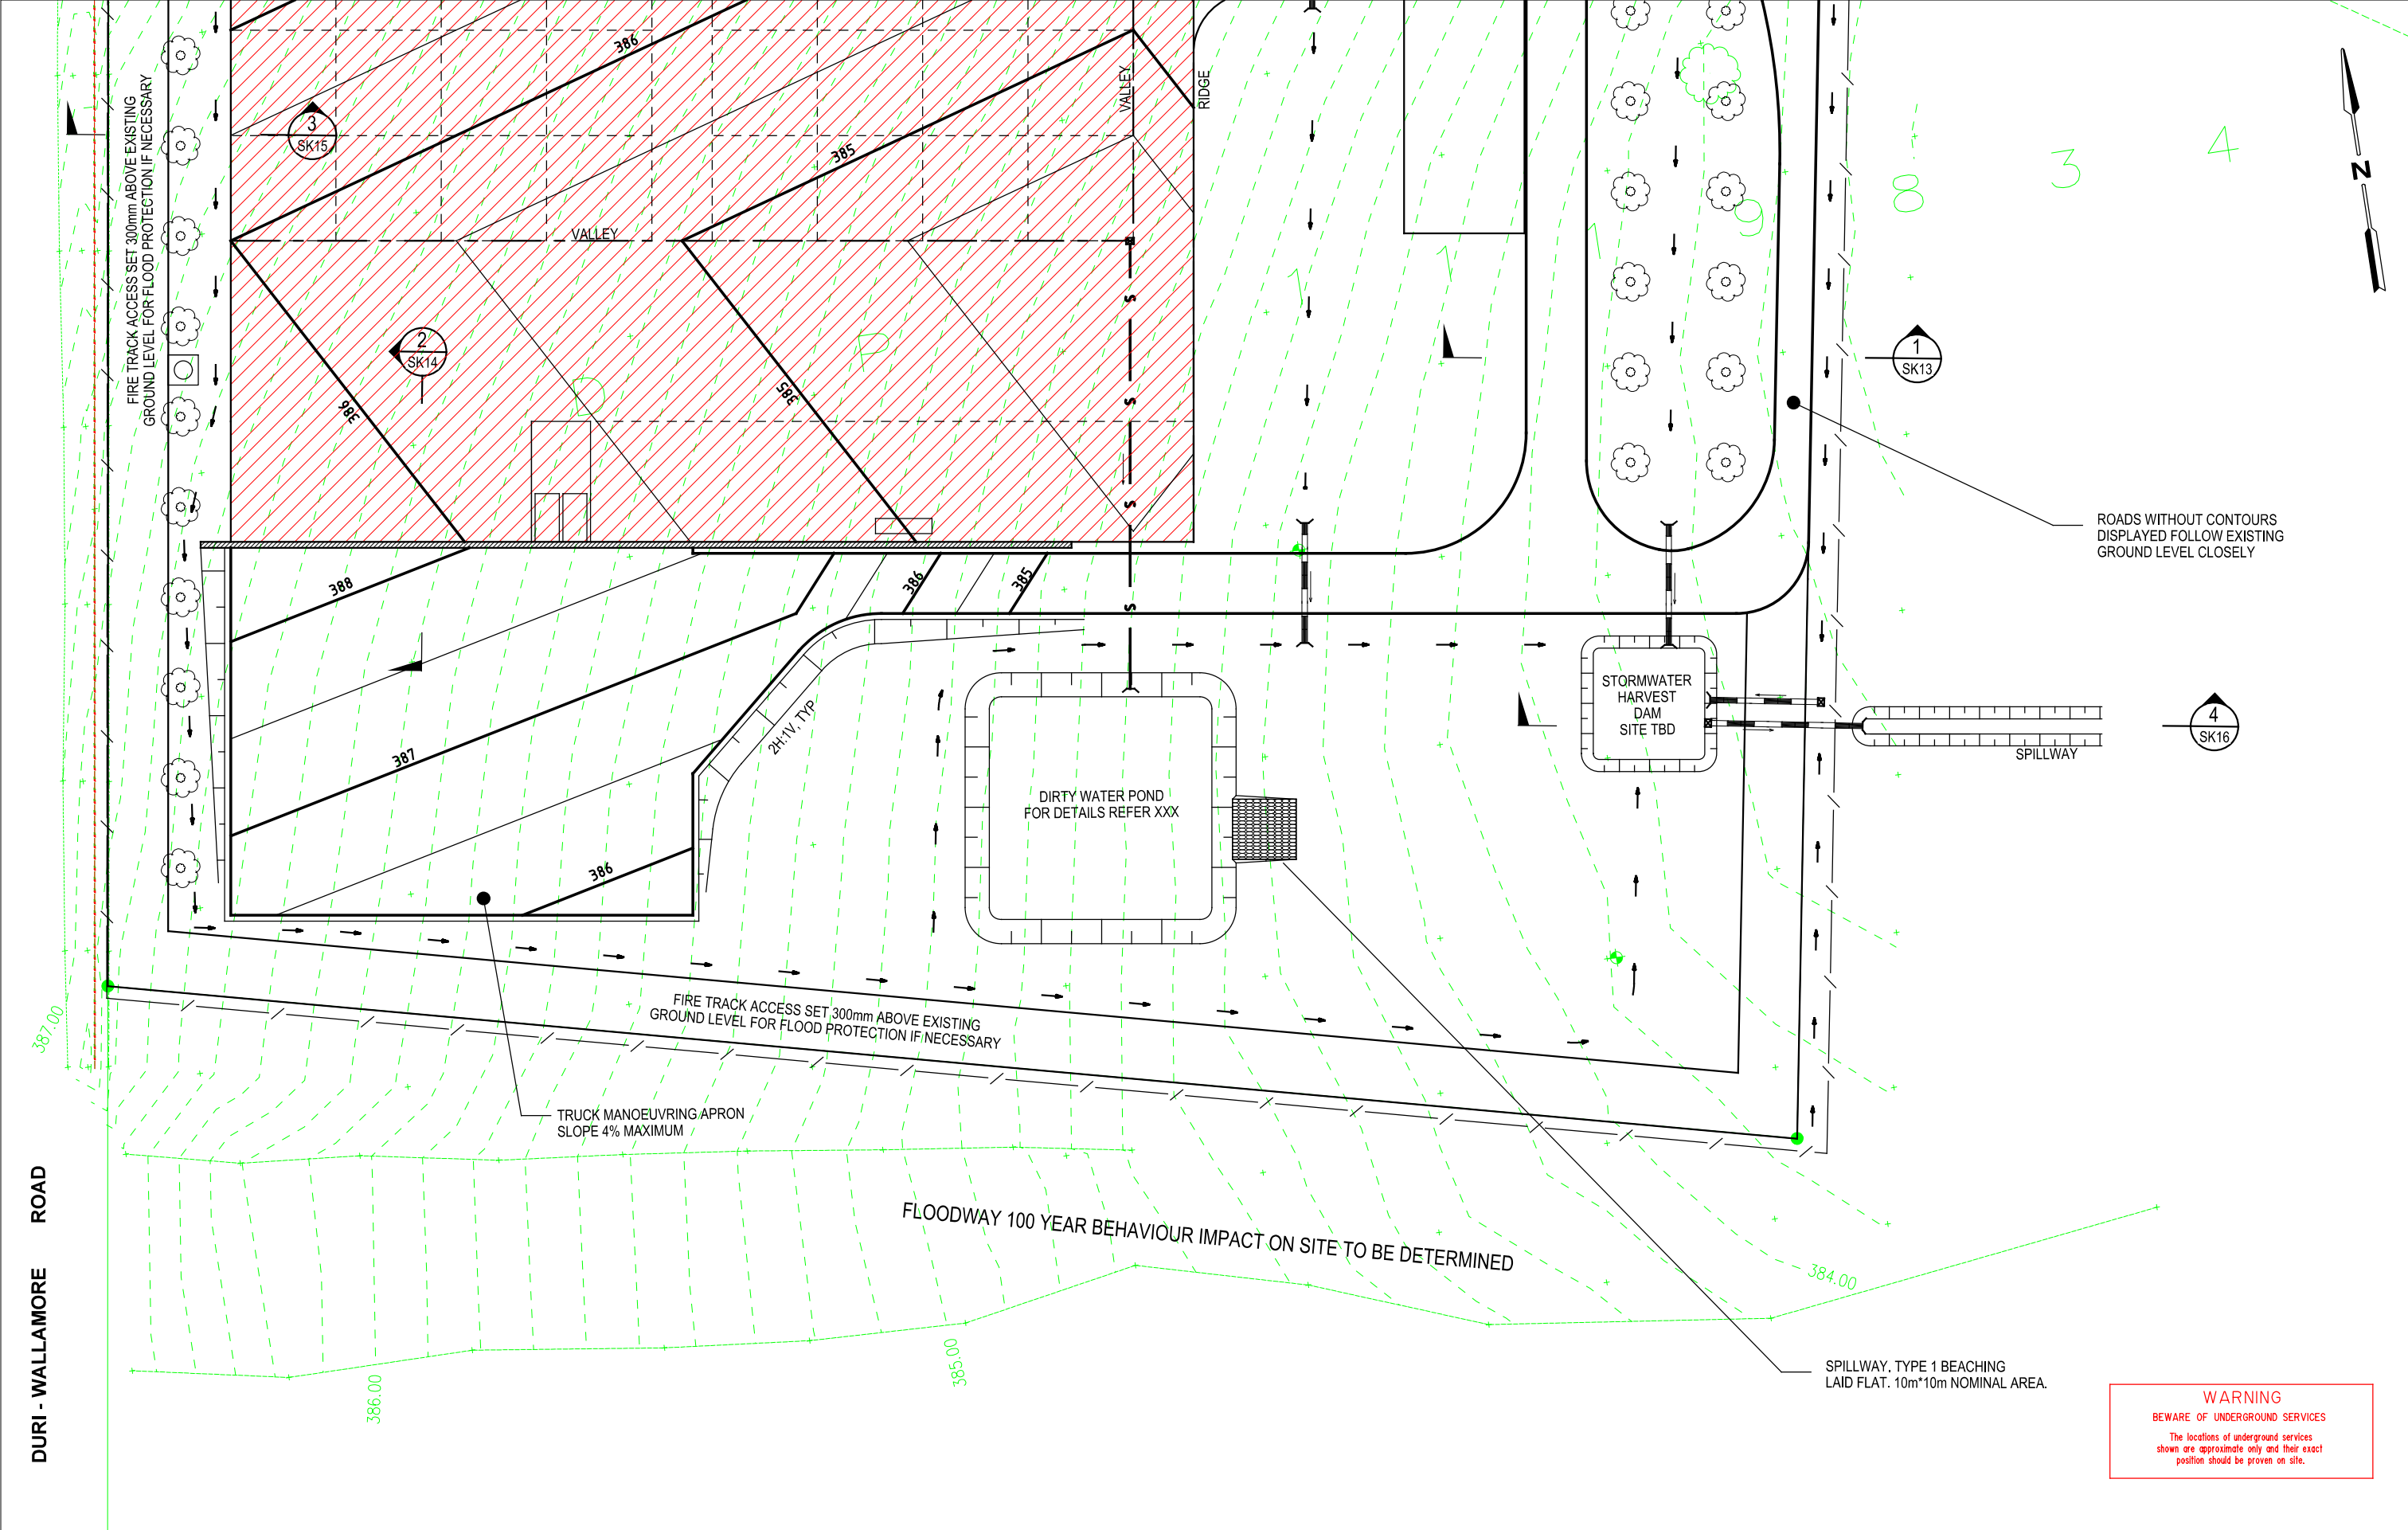 386
VALLEY
RIDGE
3
SK15
FIRE TRACK ACCESS SET 300mm ABOVE EXISTING
GROUND LEVEL FOR FLOOD PROTECTION IF NECESSARY
385
8
3
4
N
VALLEY
9
1
1
1
S
2
SK14
D
P
386
385
S
1
SK13
S
ROADS WITHOUT CONTOURS
DISPLAYED FOLLOW EXISTING
GROUND LEVEL CLOSELY
388
386
385
S
STORMWATER
HARVEST
DAM
SITE TBD
4
SK16
SPILLWAY
2H:1V, TYP
387
DIRTY WATER POND
FOR DETAILS REFER XXX
386
387.00
FIRE TRACK ACCESS SET 300mm ABOVE EXISTING
GROUND LEVEL FOR FLOOD PROTECTION IF NECESSARY
TRUCK MANOEUVRING APRON
SLOPE 4% MAXIMUM
DURI - WALLAMORE ROAD
FLOODWAY 100 YEAR BEHAVIOUR IMPACT ON SITE TO BE DETERMINED
384.00
385.00
386.00
SPILLWAY. TYPE 1 BEACHING
LAID FLAT. 10m*10m NOMINAL AREA.
WARNING
BEWARE OF UNDERGROUND SERVICES
The locations of underground services
shown are approximate only and their exact
position should be proven on site.